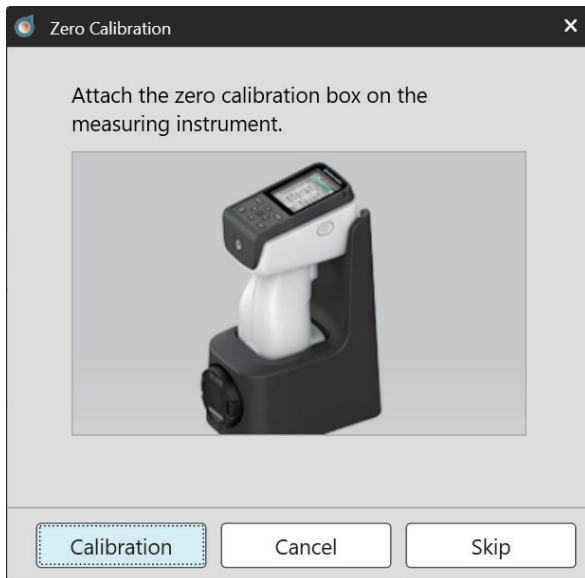 Zero Calibration
Attach the zero calibration box on the
measuring instrument.
Calibration
Cancel
Skip